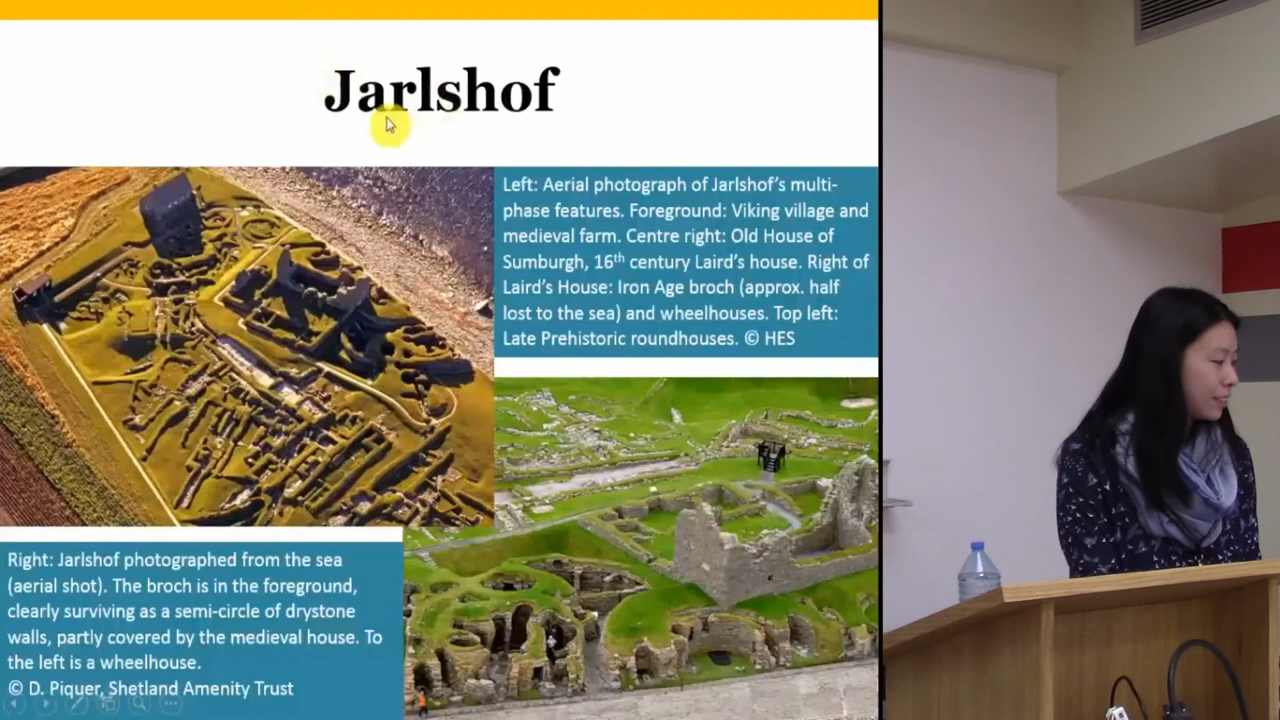 Jarlshof
Left: Aerial photograph of Jarlshof’s multi-
phase features. Foreground: Viking village and
medieval farm. Centre right: Old House of
Sumburgh, 16th century Laird’s house. Right of
Laird’s House: Iron Age broch (approx. half
lost to the sea) and wheelhouses. Top left:
Late Prehistoric roundhouses. © HES
Right: Jarlshof photographed from the sea
(aerial shot). The broch is in the foreground,
clearly surviving as a semi-circle of drystone
walls, partly covered by the medieval house. To
the left is a wheelhouse.
© D. Piquer, Shetland Amenity Trust